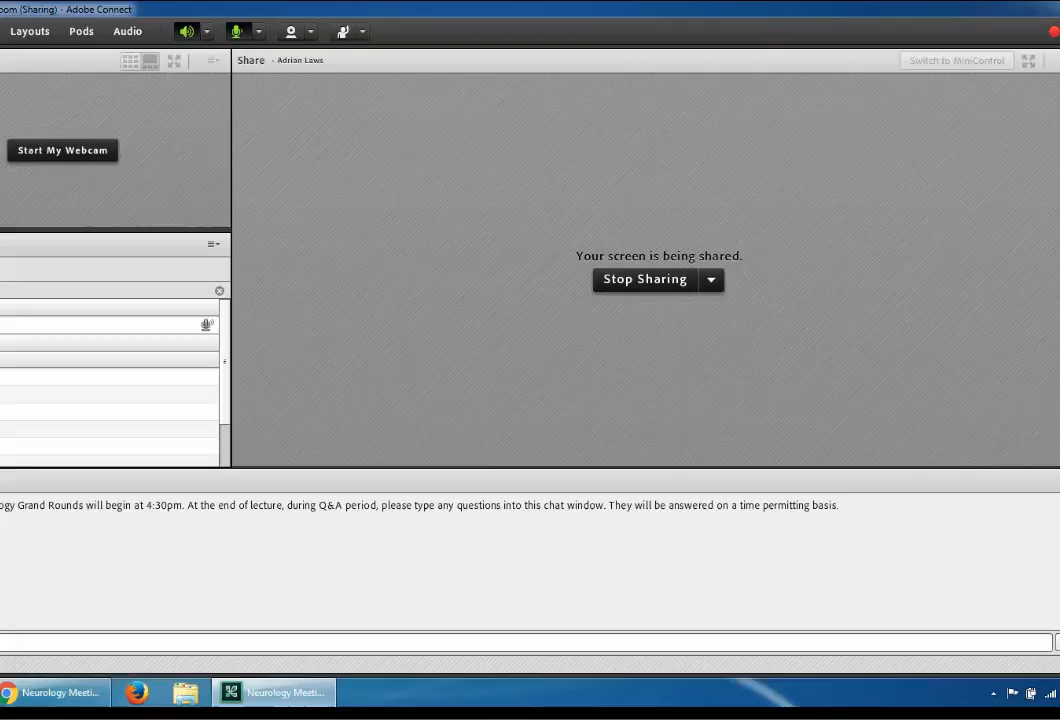 oom (Sharing) - Adobe Connect
Layouts Pods Audio
Share - Adrian Laws
Switch to MiniControl
Start My Webcam
Your screen is being shared.
Stop Sharing
ogy Grand Rounds will begin at 4:30pm. At the end of lecture, during Q&A period, please type any questions into this chat window. They will be answered on a time permitting basis.
Neurology Meeti...
Neurology Meeti...